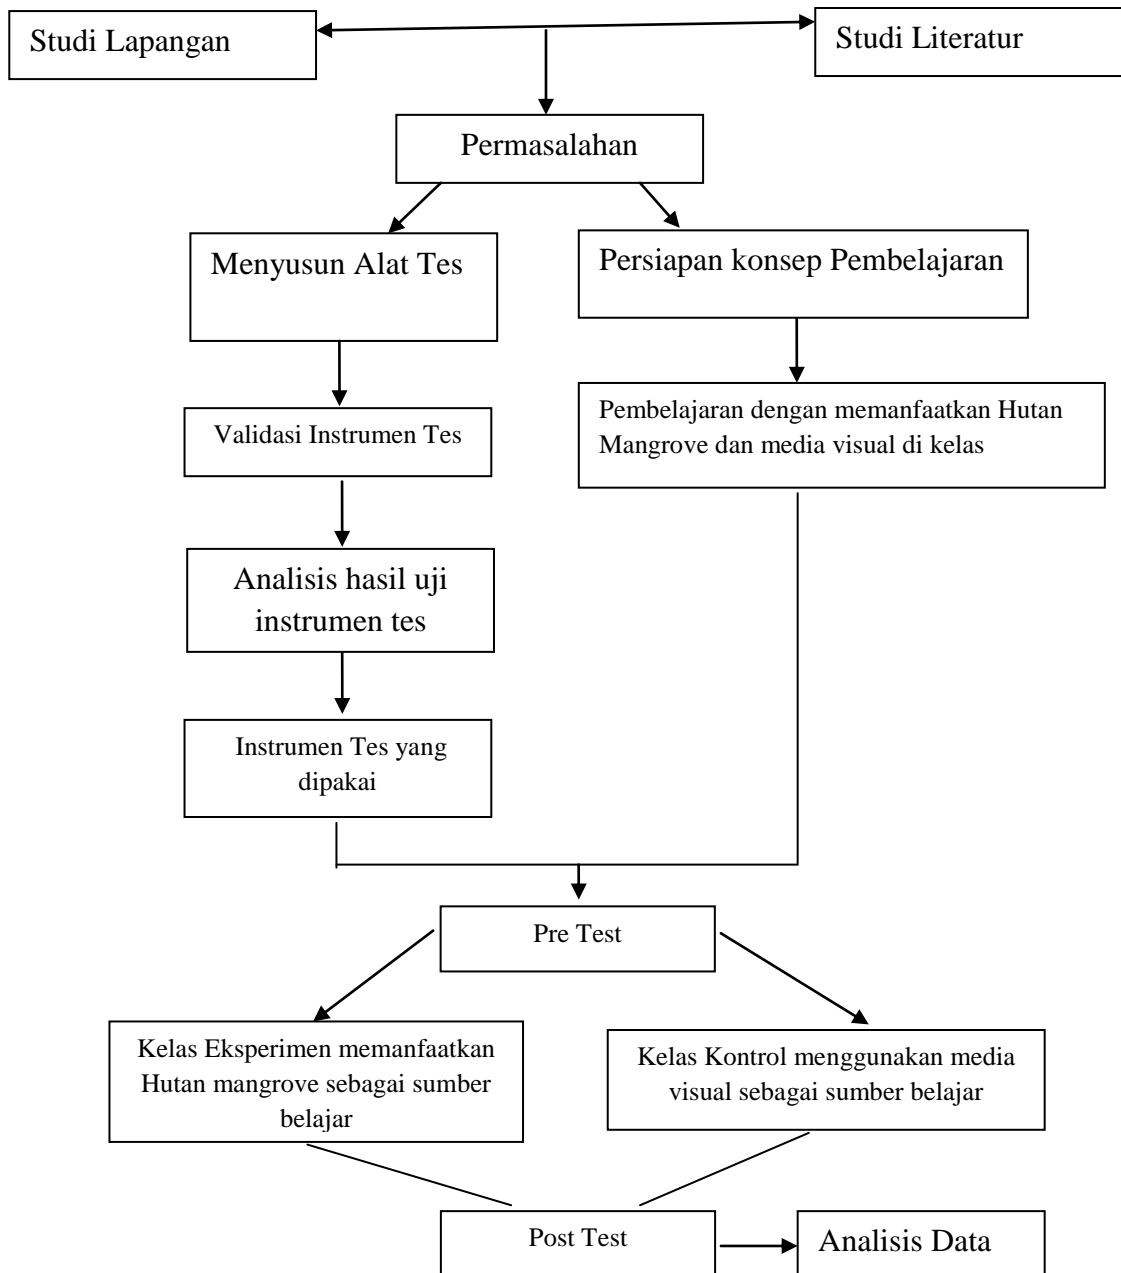 Studi Lapangan
Studi Literatur
Permasalahan
Menyusun Alat Tes
Persiapan konsep Pembelajaran
Validasi Instrumen Tes
Pembelajaran dengan memanfaatkan Hutan
Mangrove dan media visual di kelas
Analisis hasil uji
instrumen tes
Instrumen Tes yang
dipakai
Pre Test
Kelas Eksperimen memanfaatkan
Hutan mangrove sebagai sumber
belajar
Kelas Kontrol menggunakan media
visual sebagai sumber belajar
Post Test
Analisis Data